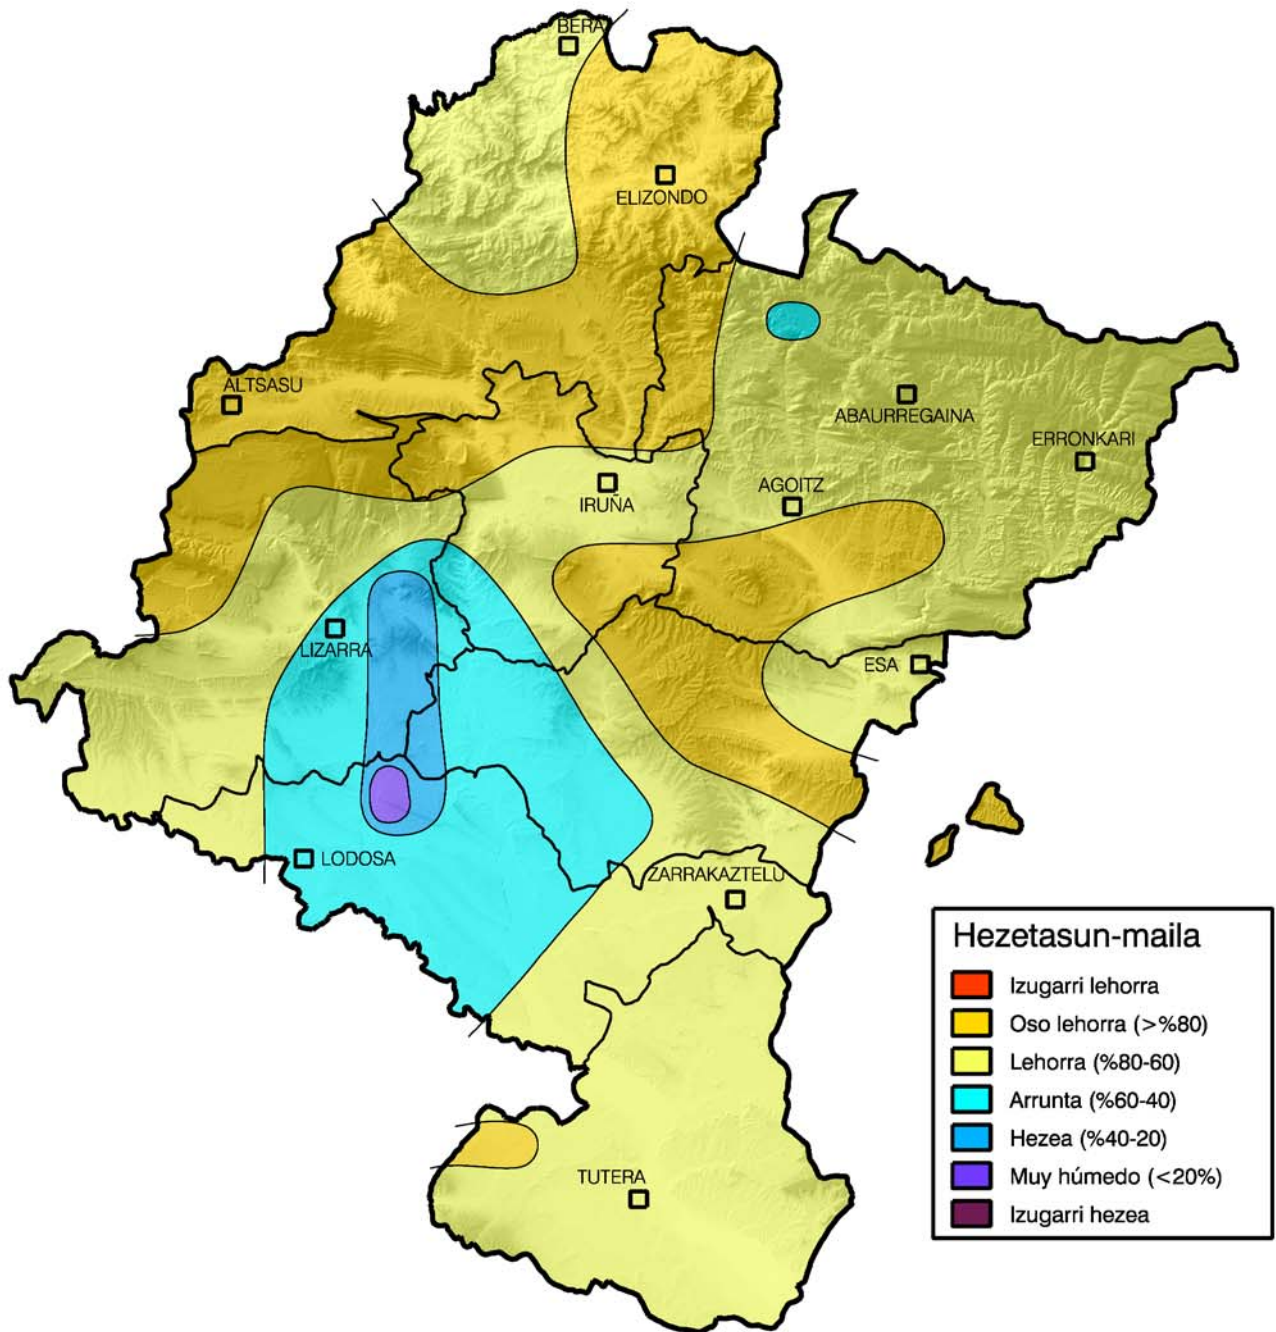 BERA
ELIZONDO
ALTSASU
ABAURREGAINA
ERRONKARI
IRUÑA
AGOITZ
LIZARRA
ESA
LODOSA
ZARRAKAZTELU
TUTERA
Hezetasun-maila
Izugarri lehorra
Oso lehorra (>%80)
Lehorra (%80-60)
Arrunta (%60-40)
Hezea (%40-20)
Muy húmedo (<20%)
Izugarri hezea